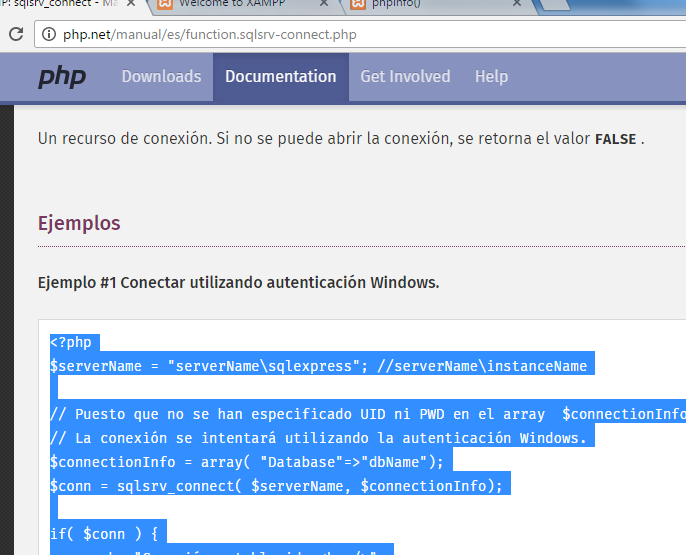 P: sqlsrv_connect - Ma
Welcome to XAMPP
phpinfo()
php.net/manual/es/function.sqlsrv-connect.php
php Downloads Documentation Get Involved Help
Un recurso de conexión. Si no se puede abrir la conexión, se retorna el valor FALSE .
Ejemplos
Ejemplo #1 Conectar utilizando autenticación Windows.
<?php
$serverName = "serverName\sqlexpress"; //serverName\instanceName
// Puesto que no se han especificado UID ni PWD en el array  $connectionInfo
// La conexión se intentará utilizando la autenticación Windows.
$connectionInfo = array( "Database"=>"dbName");
$conn = sqlsrv_connect( $serverName, $connectionInfo);
if( $conn ) {